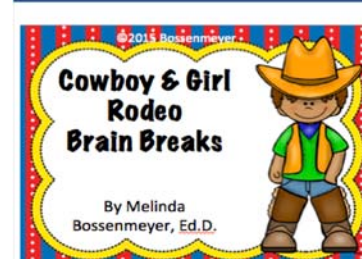 ©2015 Bossenmeyer
Cowboy & Girl
Rodeo
Brain Breaks
By Melinda
Bossenmeyer, Ed.D.